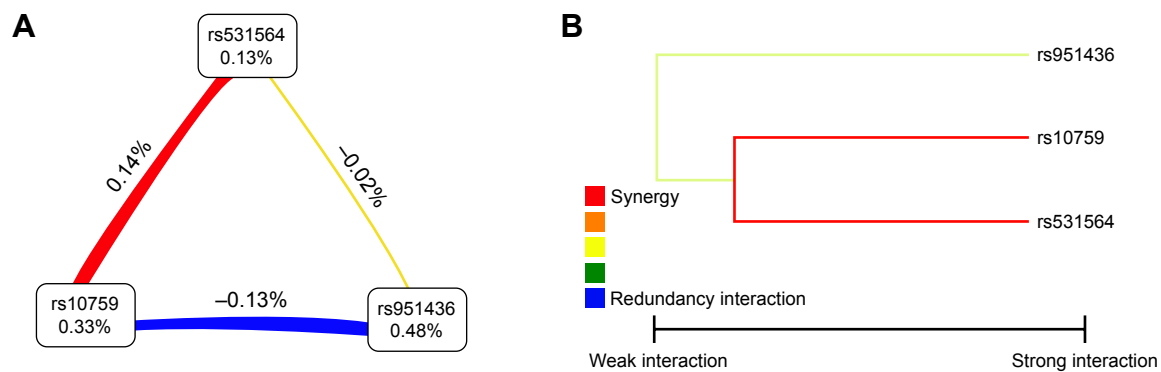 A
rs531564
0.13%
0.14%
–0.02%
rs10759
0.33%
–0.13%
rs951436
0.48%
B
rs951436
rs10759
rs531564
Synergy
Redundancy interaction
Weak interaction
Strong interaction